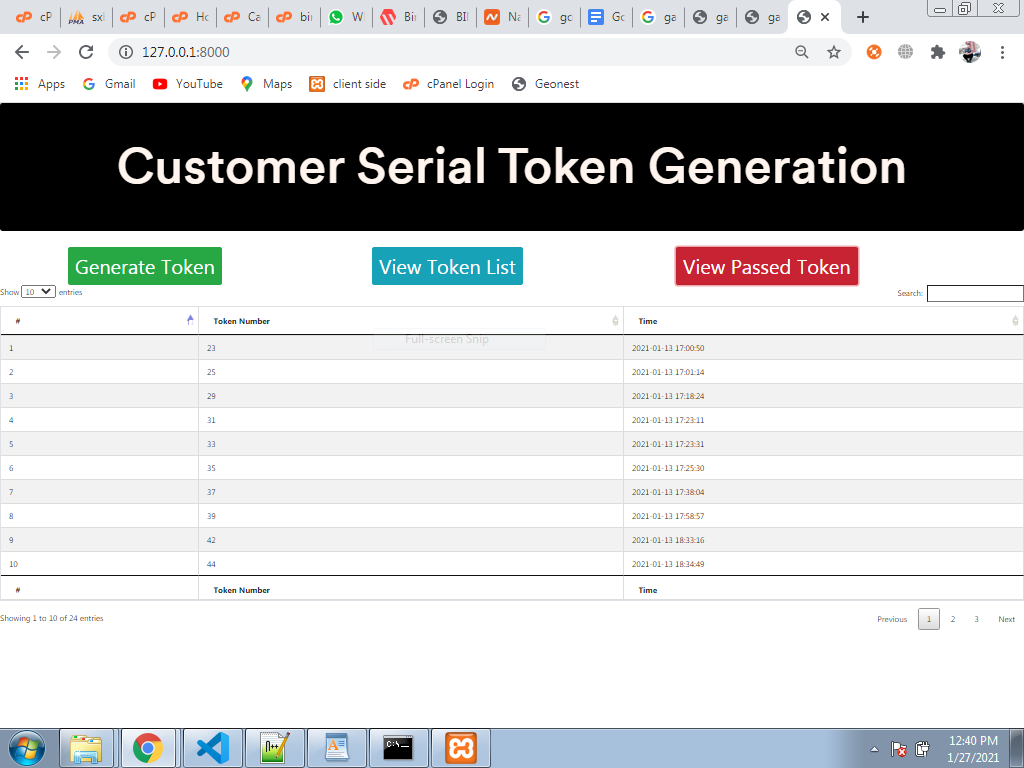 cP sxl cP Ho Ca bir W Bir BII Na gc Gc ga ga ga
127.0.0.1:8000
Apps Gmail YouTube Maps client side cPanel Login Geonest
Customer Serial Token Generation
Generate Token View Token List View Passed Token
Show 10 entries Search:
# Token Number Time
Full-screen Snip
1 23 2021-01-13 17:00:50
2 25 2021-01-13 17:01:14
3 29 2021-01-13 17:18:24
4 31 2021-01-13 17:23:11
5 33 2021-01-13 17:23:31
6 35 2021-01-13 17:25:30
7 37 2021-01-13 17:38:04
8 39 2021-01-13 17:58:57
9 42 2021-01-13 18:33:16
10 44 2021-01-13 18:34:49
# Token Number Time
Showing 1 to 10 of 24 entries Previous 1 2 3 Next
C:\
12:40 PM
1/27/2021